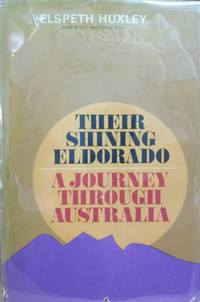 ELSPETH HUXLEY
THEIR
SHINING
ELDORADO
A JOURNEY
THROUGH
AUSTRALIA